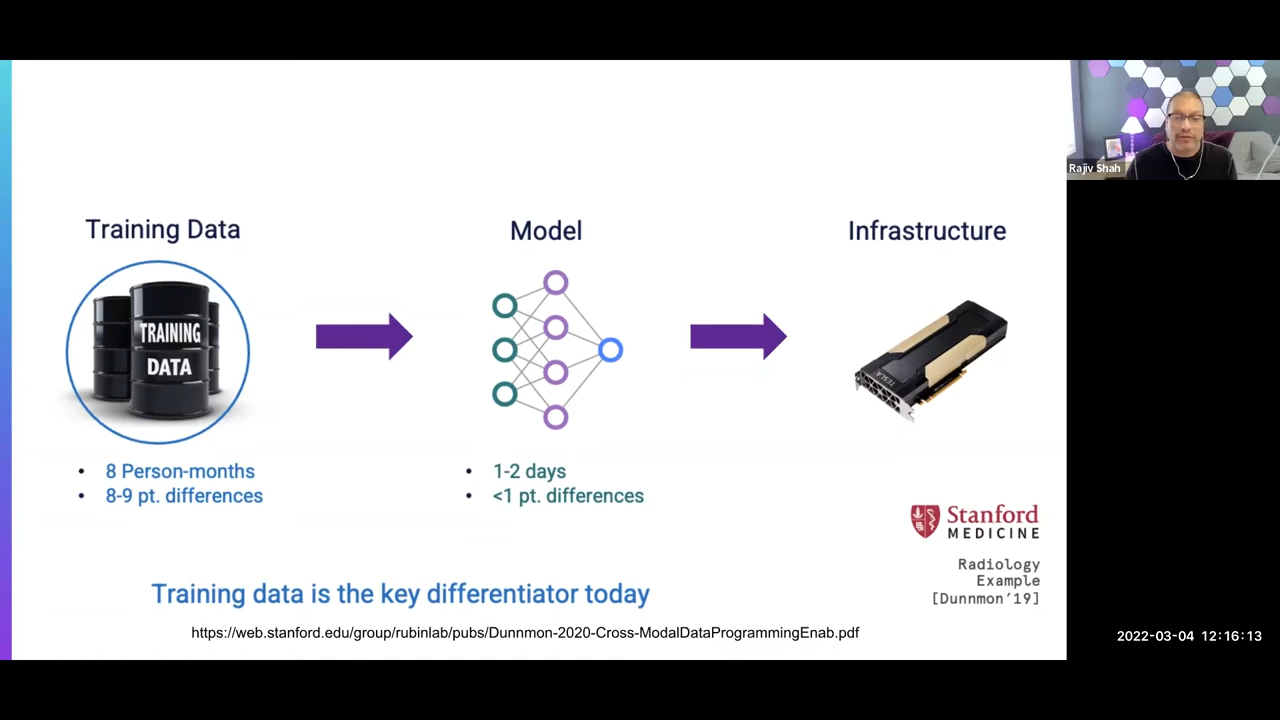 Training Data
Model
Infrastructure
TRAINING
DATA
TESLA
• 8 Person-months
• 8-9 pt. differences
• 1-2 days
• <1 pt. differences
Stanford
MEDICINE
Radiology
Example
[Dunnmon'19]
Training data is the key differentiator today
https://web.stanford.edu/group/rubinlab/pubs/Dunnmon-2020-Cross-ModalDataProgrammingEnab.pdf
Rajiv Shah
2022-03-04 12:16:13